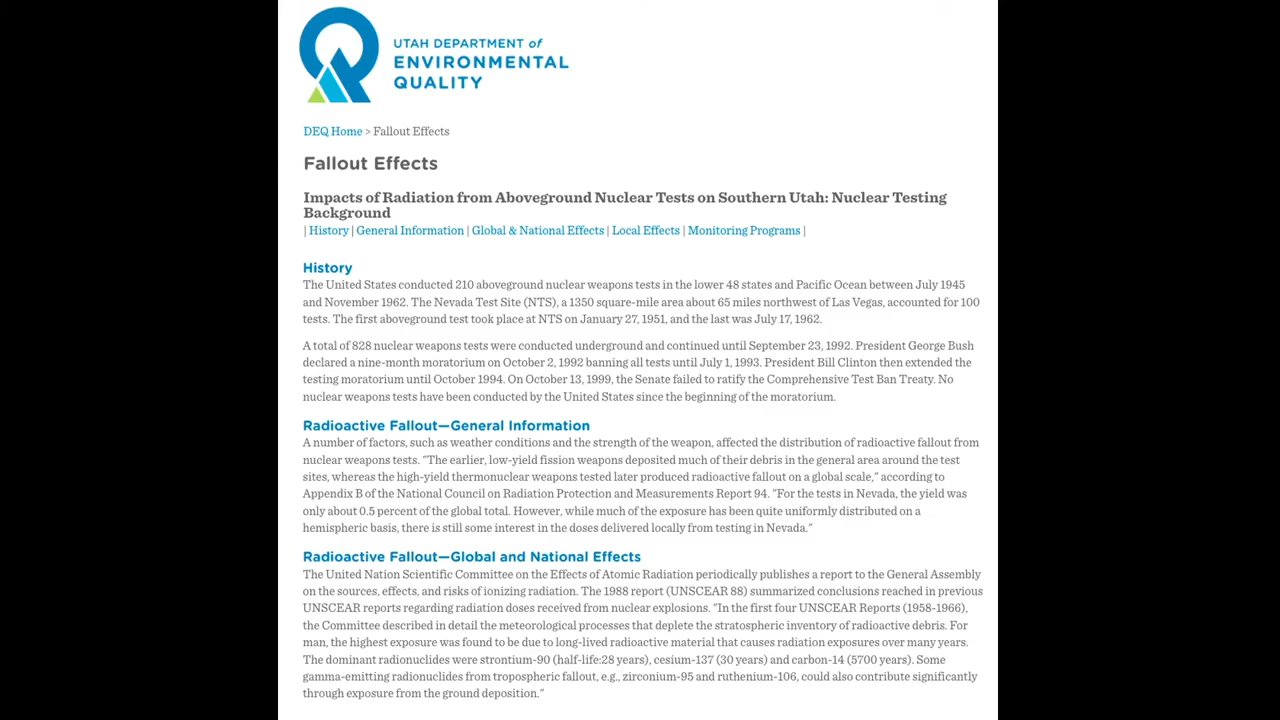 UTAH DEPARTMENT of
ENVIRONMENTAL
QUALITY
DEQ Home > Fallout Effects
Fallout Effects
Impacts of Radiation from Aboveground Nuclear Tests on Southern Utah: Nuclear Testing
Background
| History | General Information | Global & National Effects | Local Effects | Monitoring Programs |
History
The United States conducted 210 aboveground nuclear weapons tests in the lower 48 states and Pacific Ocean between July 1945
and November 1962. The Nevada Test Site (NTS), a 1350 square-mile area about 65 miles northwest of Las Vegas, accounted for 100
tests. The first aboveground test took place at NTS on January 27, 1951, and the last was July 17, 1962.
A total of 828 nuclear weapons tests were conducted underground and continued until September 23, 1992. President George Bush
declared a nine-month moratorium on October 2, 1992 banning all tests until July 1, 1993. President Bill Clinton then extended the
testing moratorium until October 1994. On October 13, 1999, the Senate failed to ratify the Comprehensive Test Ban Treaty. No
nuclear weapons tests have been conducted by the United States since the beginning of the moratorium.
Radioactive Fallout—General Information
A number of factors, such as weather conditions and the strength of the weapon, affected the distribution of radioactive fallout from
nuclear weapons tests. "The earlier, low-yield fission weapons deposited much of their debris in the general area around the test
sites, whereas the high-yield thermonuclear weapons tested later produced radioactive fallout on a global scale," according to
Appendix B of the National Council on Radiation Protection and Measurements Report 94. "For the tests in Nevada, the yield was
only about 0.5 percent of the global total. However, while much of the exposure has been quite uniformly distributed on a
hemispheric basis, there is still some interest in the doses delivered locally from testing in Nevada."
Radioactive Fallout—Global and National Effects
The United Nation Scientific Committee on the Effects of Atomic Radiation periodically publishes a report to the General Assembly
on the sources, effects, and risks of ionizing radiation. The 1988 report (UNSCEAR 88) summarized conclusions reached in previous
UNSCEAR reports regarding radiation doses received from nuclear explosions. "In the first four UNSCEAR Reports (1958-1966),
the Committee described in detail the meteorological processes that deplete the stratospheric inventory of radioactive debris. For
man, the highest exposure was found to be due to long-lived radioactive material that causes radiation exposures over many years.
The dominant radionuclides were strontium-90 (half-life:28 years), cesium-137 (30 years) and carbon-14 (5700 years). Some
gamma-emitting radionuclides from tropospheric fallout, e.g., zirconium-95 and ruthenium-106, could also contribute significantly
through exposure from the ground deposition."